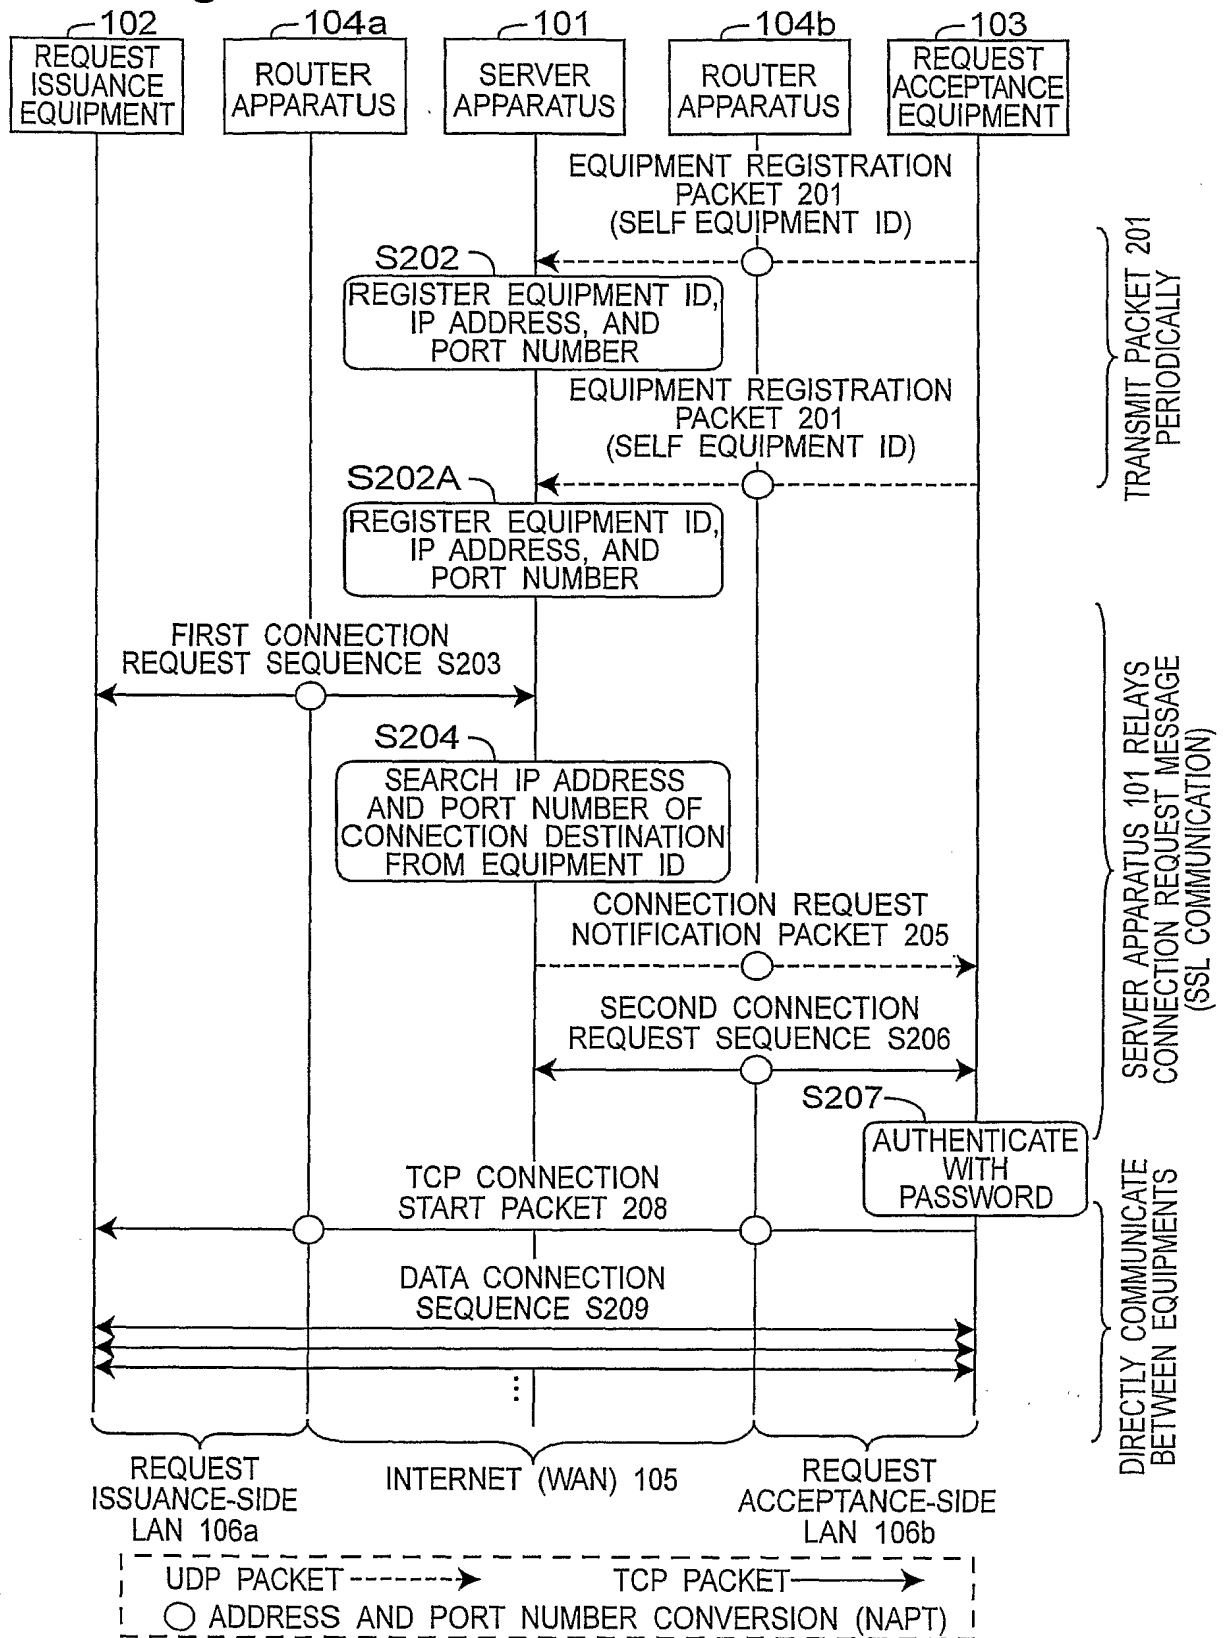 102
104a
101
104b
103
REQUEST
ISSUANCE
EQUIPMENT
ROUTER
APPARATUS
SERVER
APPARATUS
ROUTER
APPARATUS
REQUEST
ACCEPTANCE
EQUIPMENT
EQUIPMENT REGISTRATION
PACKET 201
(SELF EQUIPMENT ID)
S202
REGISTER EQUIPMENT ID,
IP ADDRESS, AND
PORT NUMBER
EQUIPMENT REGISTRATION
PACKET 201
(SELF EQUIPMENT ID)
TRANSMIT PACKET 201
PERIODICALLY
S202A
REGISTER EQUIPMENT ID,
IP ADDRESS, AND
PORT NUMBER
FIRST CONNECTION
REQUEST SEQUENCE S203
S204
SEARCH IP ADDRESS
AND PORT NUMBER OF
CONNECTION DESTINATION
FROM EQUIPMENT ID
CONNECTION REQUEST
NOTIFICATION PACKET 205
SECOND CONNECTION
REQUEST SEQUENCE S206
SERVER APPARATUS 101 RELAYS
CONNECTION REQUEST MESSAGE
(SSL COMMUNICATION)
S207
AUTHENTICATE
WITH
PASSWORD
TCP CONNECTION
START PACKET 208
DATA CONNECTION
SEQUENCE S209
DIRECTLY COMMUNICATE
BETWEEN EQUIPMENTS
REQUEST
ISSUANCE-SIDE
LAN 106a
INTERNET (WAN) 105
REQUEST
ACCEPTANCE-SIDE
LAN 106b
UDP PACKET
TCP PACKET
ADDRESS AND PORT NUMBER CONVERSION (NAPT)